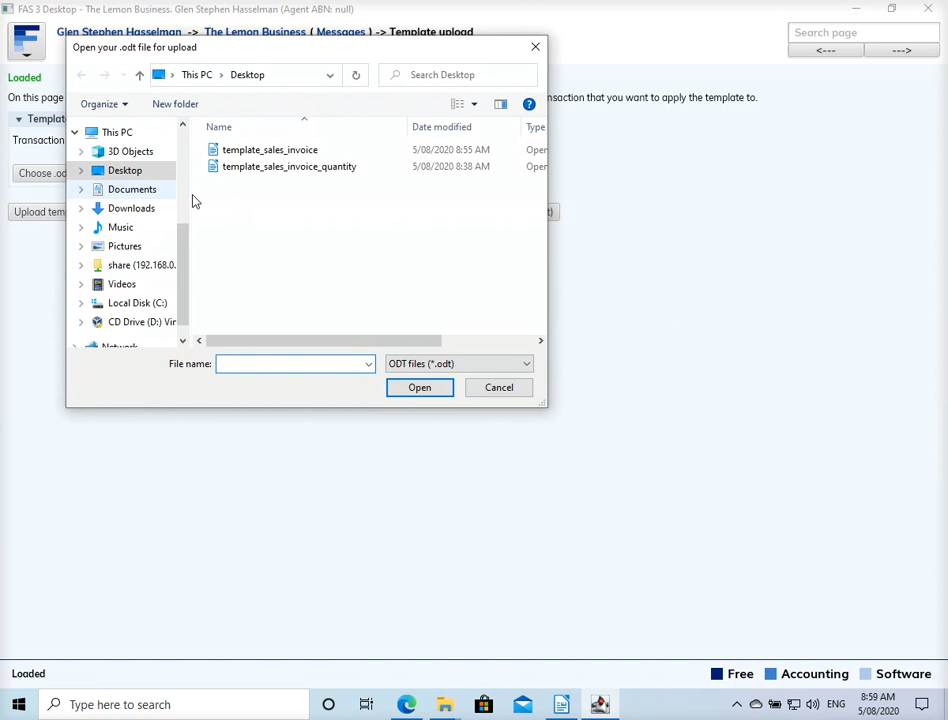 FAS 3 Desktop - The Lemon Business. Glen Stephen Hasselman (Agent ABN: null)
Glen Stephen Hasselman -> The Lemon Business ( Messages ) -> Template upload
Search page
<---
--->
Loaded
On this page
nsaction that you want to apply the template to.
Templat
Transaction
Choose .od
Upload tem
t)
Open your .odt file for upload
This PC
Desktop
Search Desktop
Organize
New folder
Name
Date modified
Type
template_sales_invoice
5/08/2020 8:55 AM
Open
template_sales_invoice_quantity
5/08/2020 8:38 AM
Open
This PC
3D Objects
Desktop
Documents
Downloads
Music
Pictures
share (192.168.0.
Videos
Local Disk (C:)
CD Drive (D:) Vir
Network
File name:
ODT files (*.odt)
Open
Cancel
Loaded
Free
Accounting
Software
Type here to search
ENG
8:59 AM
5/08/2020